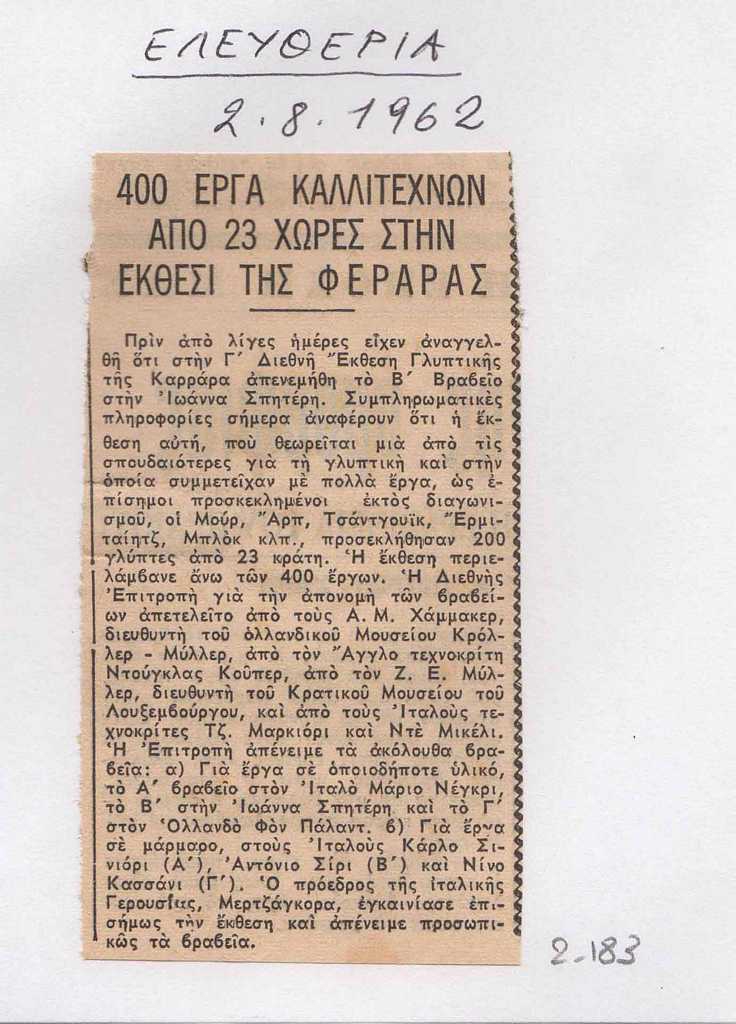 ΕΛΕΥΘΕΡΙΑ
2.8.1962
400 ΕΡΓΑ ΚΑΛΛΙΤΕΧΝΩΝ
ΑΠΟ 23 ΧΩΡΕΣ ΣΤΗΝ
ΕΚΘΕΣΙ ΤΗΣ ΦΕΡΑΡΑΣ
Πρὶν ἀπὸ λίγες ἡμέρες εἶχεν ἀναγγελ-
θῆ ὅτι στὴν Γ΄ Διεθνῆ Ἔκθεση Γλυπτικῆς
τῆς Καρράρα ἀπενεμήθη τὸ Β΄ Βραβεῖο
στὴν Ἰωάννα Σπητέρη. Συμπληρωματικὲς
πληροφορίες σήμερα ἀναφέρουν ὅτι ἡ ἔκ-
θεση αὐτή, ποὺ θεωρεῖται μιὰ ἀπὸ τὶς
σπουδαιότερες γιὰ τὴ γλυπτικὴ καὶ στὴν
ὁποία συμμετεῖχαν μὲ πολλὰ ἔργα, ὡς ἐ-
πίσημοι προσκεκλημένοι ἐκτὸς διαγωνι-
σμοῦ, οἱ Μούρ, Ἄρπ, Τσάντγουϊκ, Ἔρμι-
ταίητζ, Μπλὸκ κλπ., προσεκλήθησαν 200
γλύπτες ἀπὸ 23 κράτη. Ἡ ἔκθεση περιε-
λάμβανε ἄνω τῶν 400 ἔργων. Ἡ Διεθνὴς
Ἐπιτροπὴ γιὰ τὴν ἀπονομὴ τῶν βραβεί-
ων ἀπετελεῖτο ἀπὸ τοὺς Α. Μ. Χάμμακερ,
διευθυντὴ τοῦ ὁλλανδικοῦ Μουσείου Κρόλ-
λερ - Μύλλερ, ἀπὸ τὸν Ἄγγλο τεχνοκρίτη
Ντούγκλας Κοῦπερ, ἀπὸ τὸν Ζ. Ε. Μύλ-
λερ, διευθυντὴ τοῦ Κρατικοῦ Μουσείου τοῦ
Λουξεμβούργου, καὶ ἀπὸ τοὺς Ἰταλοὺς τε-
χνοκρίτες Τζ. Μαρκιόρι καὶ Ντὲ Μικέλι.
Ἡ Ἐπιτροπὴ ἀπένειμε τὰ ἀκόλουθα βρα-
βεῖα: α) Γιὰ ἔργα σὲ ὁποιοδήποτε ὑλικό,
τὸ Α΄ βραβεῖο στὸν Ἰταλὸ Μάριο Νέγκρι,
τὸ Β΄ στὴν Ἰωάννα Σπητέρη καὶ τὸ Γ΄
στὸν Ὁλλανδὸ Φὸν Πάλαντ. β) Γιὰ ἔργα
σὲ μάρμαρο, στοὺς Ἰταλοὺς Κάρλο Σι-
νιόρι (Α΄), Ἀντόνιο Σίρι (Β΄) καὶ Νίνο
Κασσάνι (Γ΄). Ὁ πρόεδρος τῆς ἰταλικῆς
Γερουσίας, Μερτζάγκορα, ἐγκαινίασε ἐπι-
σήμως τὴν ἔκθεση καὶ ἀπένειμε προσωπι-
κῶς τὰ βραβεῖα.
2-183